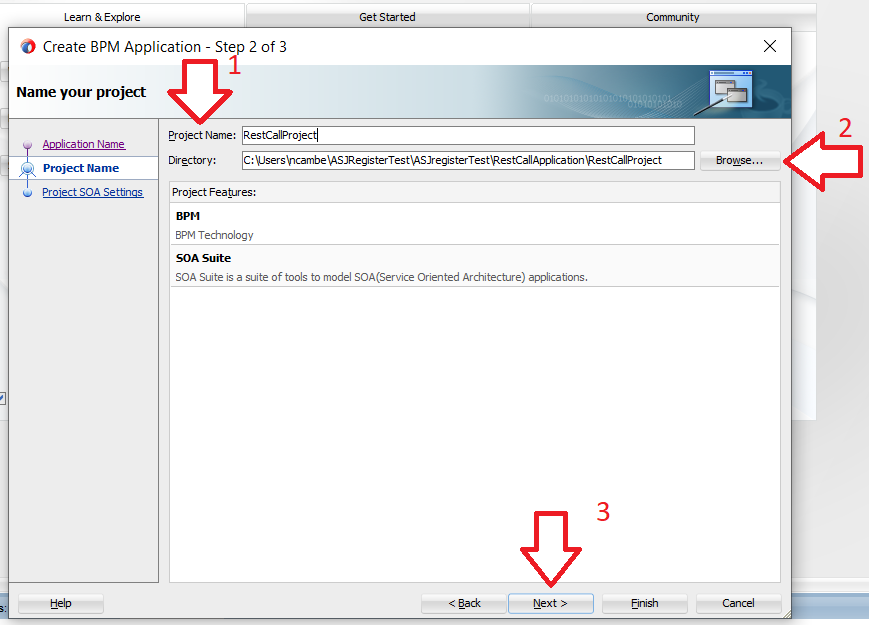 Learn & Explore
Get Started
Community
Create BPM Application - Step 2 of 3
1
Name your project
Application Name
Project Name
Project SOA Settings
Project Name: RestCallProject
2
Directory: C:\Users\ncambe\ASJRegisterTest\ASJregisterTest\RestCallApplication\RestCallProject Browse...
Project Features:
BPM
BPM Technology
SOA Suite
SOA Suite is a suite of tools to model SOA(Service Oriented Architecture) applications.
3
Help
< Back
Next >
Finish
Cancel